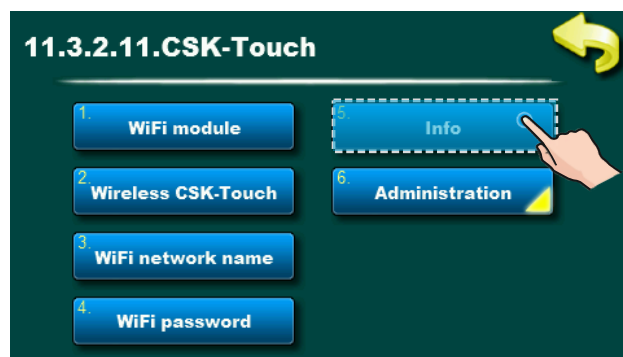 11.3.2.11.CSK-Touch
1.
WiFi module
2.
Wireless CSK-Touch
3.
WiFi network name
4.
WiFi password
5.
Info
6.
Administration